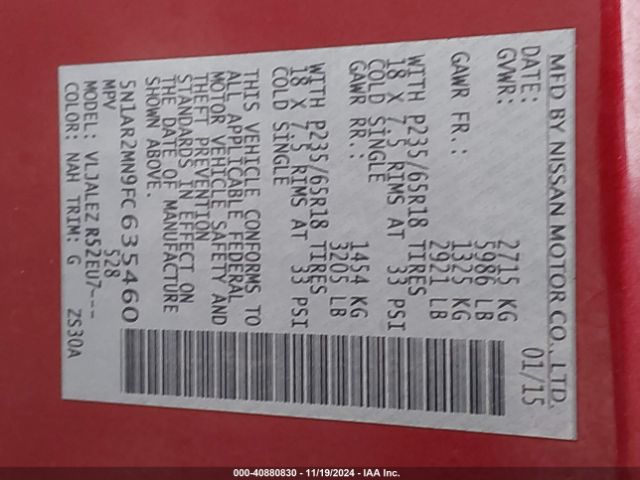 MFD BY NISSAN MOTOR CO., LTD.
DATE: 01/15
GVWR: 2715 KG
5986 LB
GAWR FR.: 1325 KG
2921 LB
WITH P235/65R18 TIRES
18 X 7.5 RIMS AT 33 PSI
COLD SINGLE
GAWR RR.: 1454 KG
3205 LB
WITH P235/65R18 TIRES
18 X 7.5 RIMS AT 33 PSI
COLD SINGLE
THIS VEHICLE CONFORMS TO
ALL APPLICABLE FEDERAL
MOTOR VEHICLE SAFETY AND
THEFT PREVENTION
STANDARDS IN EFFECT ON
THE DATE OF MANUFACTURE
SHOWN ABOVE.
5N1AR2MN9FC635460
MPV 528
MODEL: VLJALEZ R52EU7---
COLOR: NAH TRIM: G ZS30A
000-40880830 - 11/19/2024 - IAA Inc.